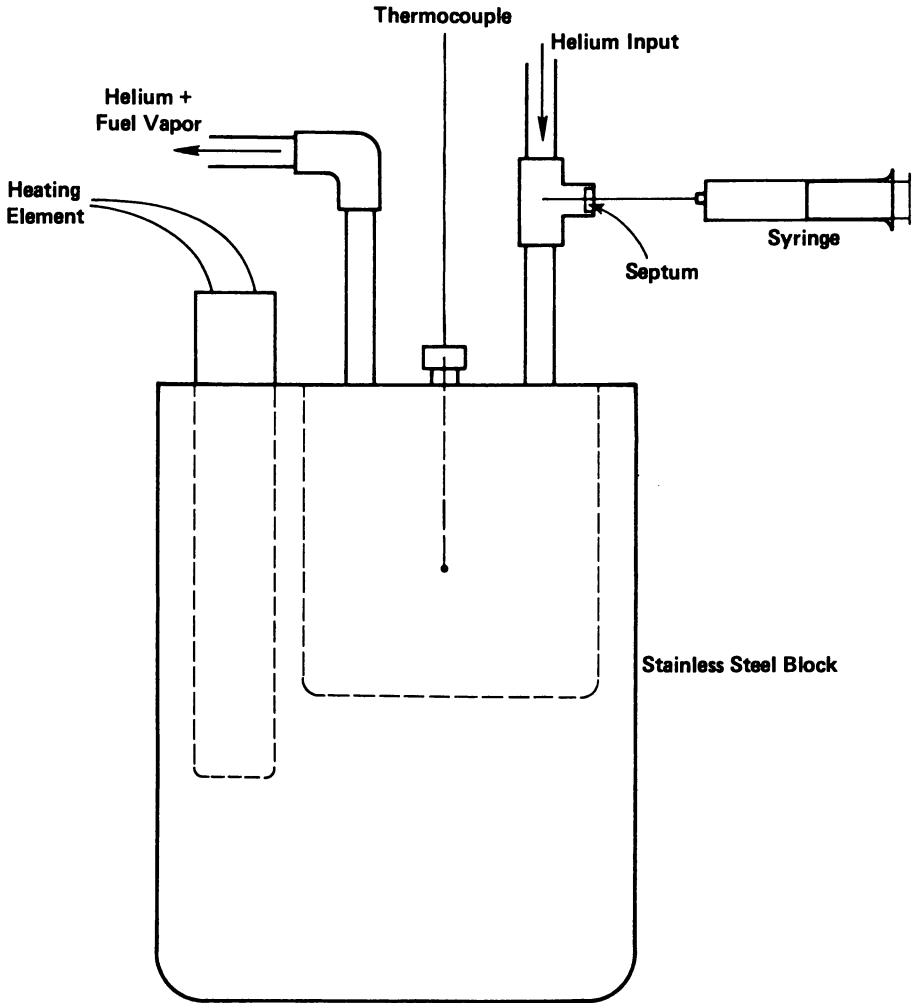 Thermocouple
Helium Input
Helium +
Fuel Vapor
Heating
Element
Syringe
Septum
Stainless Steel Block